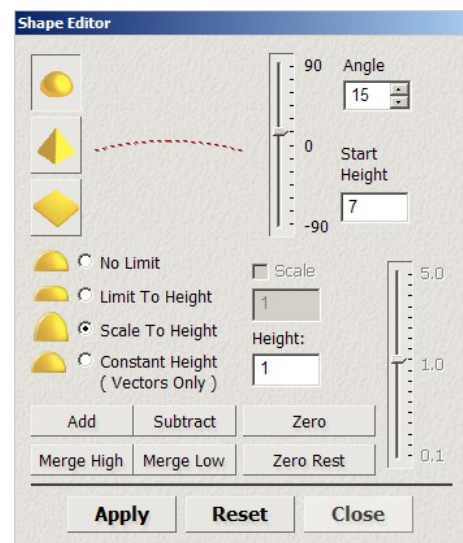 Shape Editor
90
Angle
15
0
Start
Height
7
-90
No Limit
Limit To Height
Scale To Height
Constant Height
( Vectors Only )
Scale
1
Height:
1
5.0
1.0
0.1
Add
Subtract
Zero
Merge High
Merge Low
Zero Rest
Apply
Reset
Close